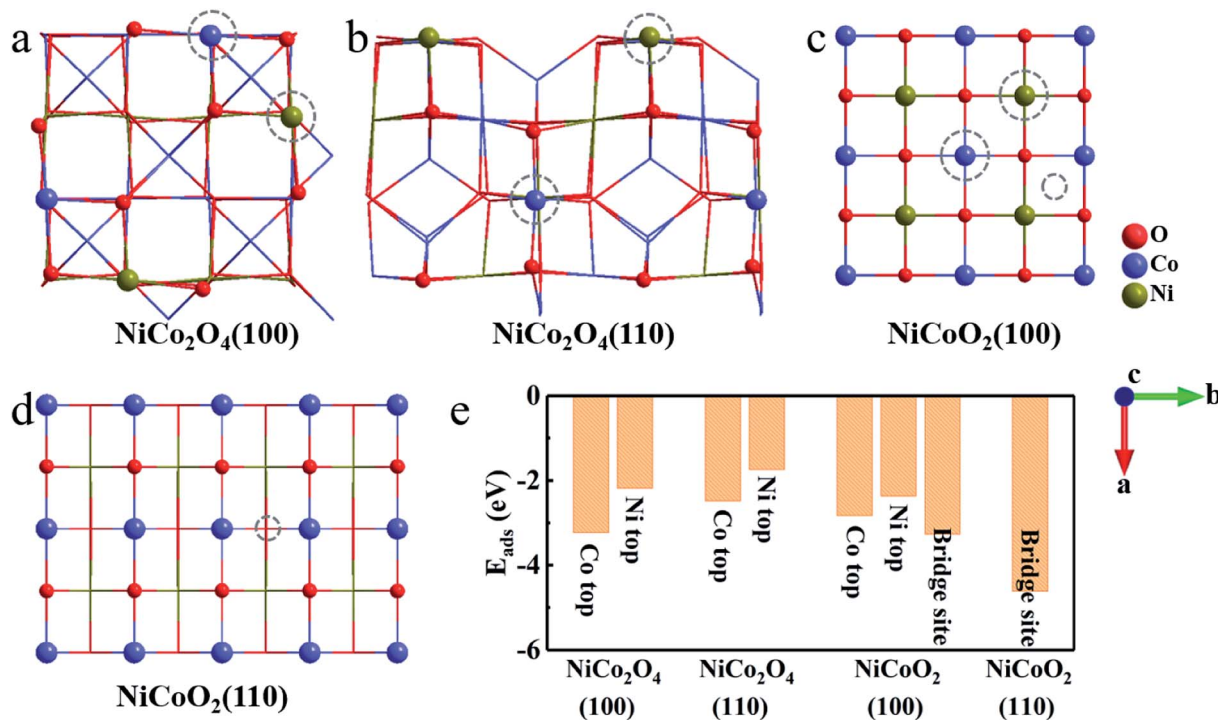 a
b
c
O
Co
Ni
NiCo₂O₄(100)
NiCo₂O₄(110)
NiCoO₂(100)
d
NiCoO₂(110)
e
0
-2
-4
-6
E_ads (eV)
Co top
Ni top
Co top
Ni top
Co top
Ni top
Bridge site
Bridge site
NiCo₂O₄
(100)
NiCo₂O₄
(110)
NiCoO₂
(100)
NiCoO₂
(110)
c
b
a